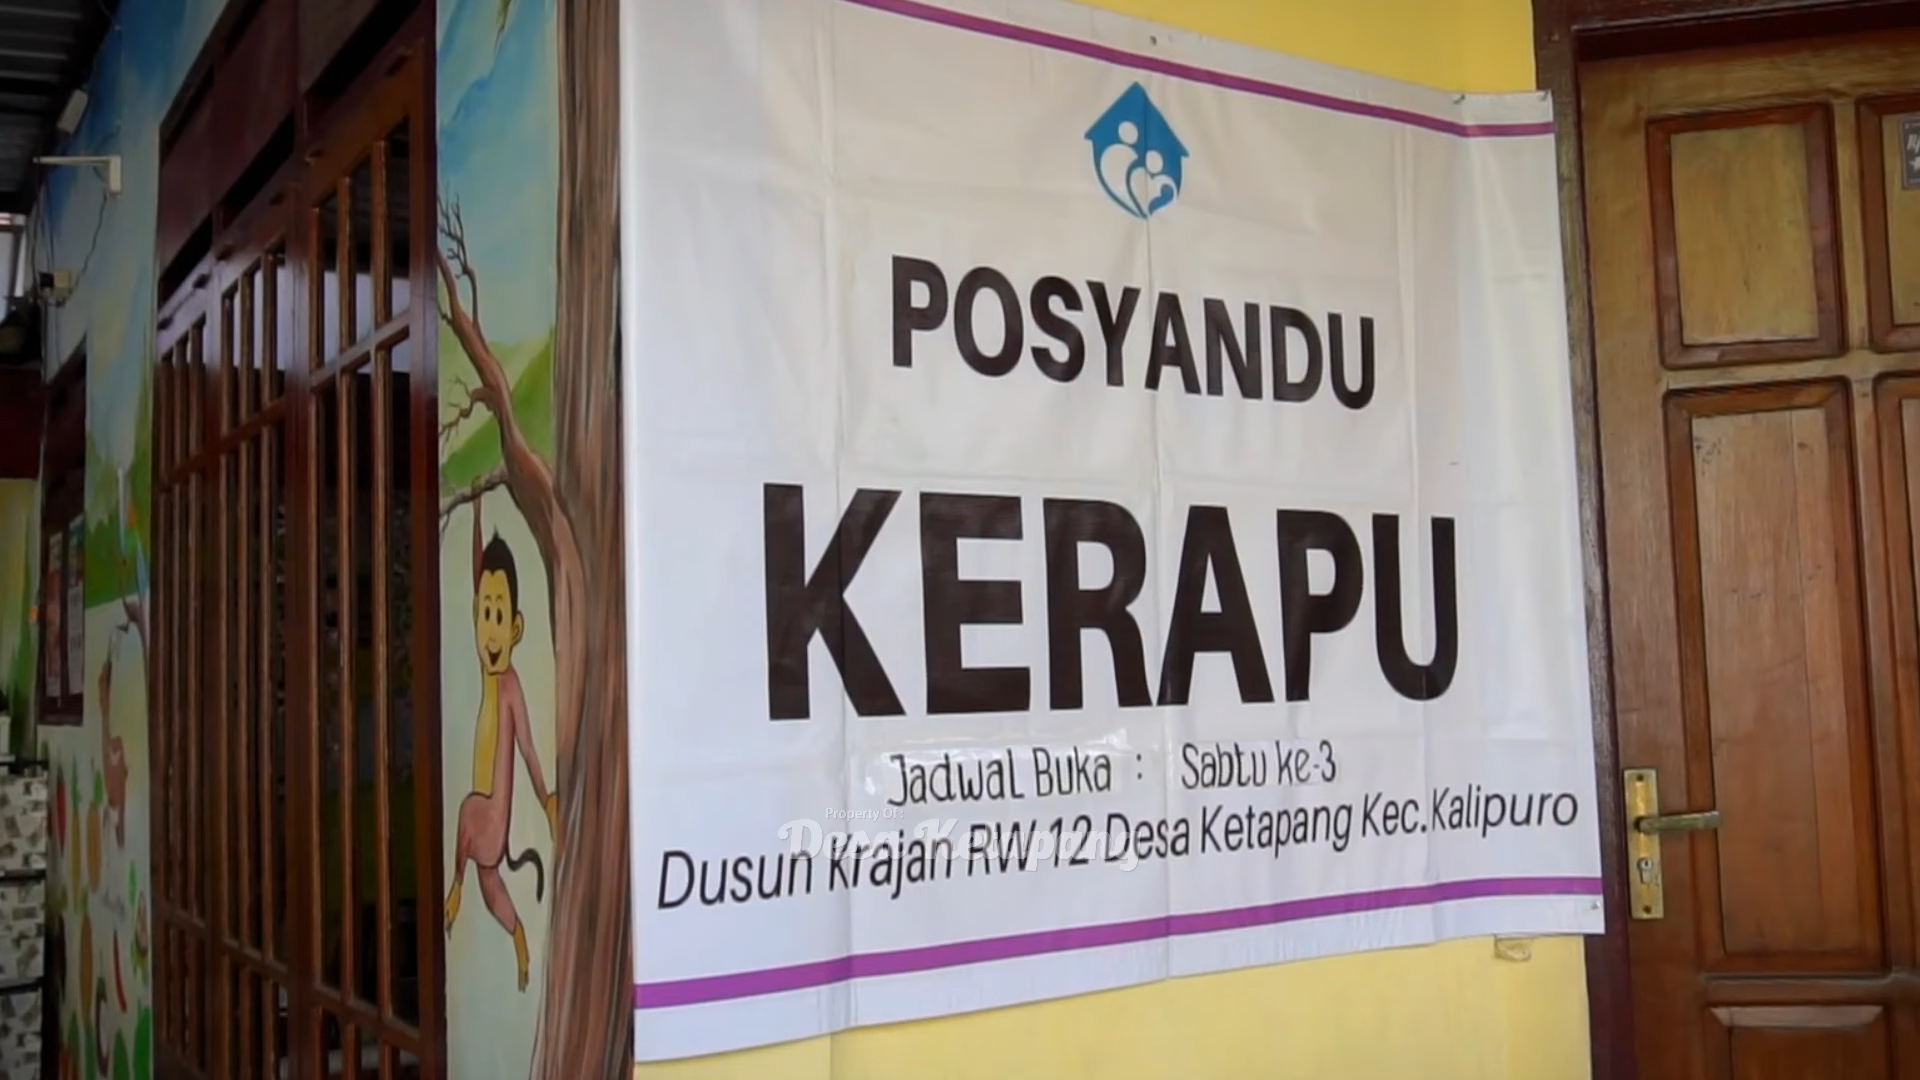 POSYANDU
KERAPU
Jadwal Buka : Sabtu ke-3
Dusun Krajan RW 12 Desa Ketapang Kec.Kalipuro
Property Of:
Desa Ketapang